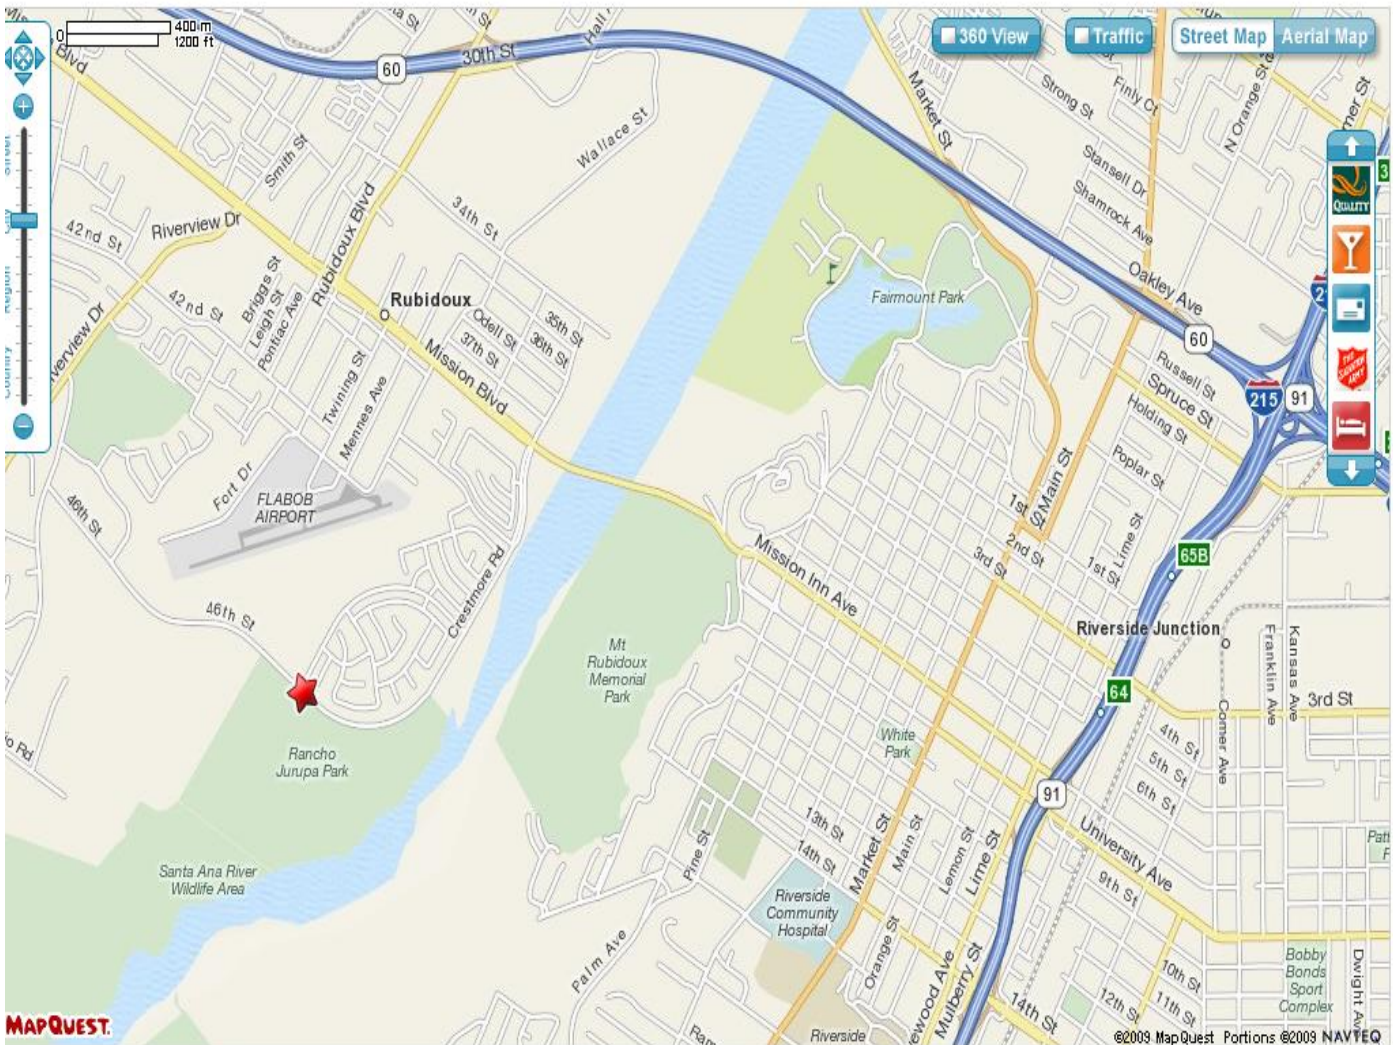 0
400 m
1200 ft
360 View
Traffic
Street Map
Aerial Map
Blvd
60
30th St
Market St
Strong St
Finly Ct
N Orange St
Wallace St
Smith St
Stansell Dr
Shamrock Ave
Oakley Ave
QUALITY
Riverview Dr
42nd St
34th St
Rubidoux Blvd
42nd St
Briggs St
Leigh St
Pontiac Ave
Rubidoux
Odell St
35th St
36th St
37th St
Mission Blvd
Fairmount Park
60
Russell St
Spruce St
215
91
THE
SALVATION
ARMY
Region
Country
Twining St
Mennes Ave
Holding St
Poplar St
Fort Dr
FLABOB
AIRPORT
46th St
1st St
Main St
2nd St
3rd St
Lime St
1st St
65B
Mission Inn Ave
Crestmore Rd
46th St
Riverside Junction
Franklin Ave
Kansas Ave
Mt
Rubidoux
Memorial
Park
64
3rd St
Comer Ave
Rancho
Jurupa Park
White
Park
4th St
5th St
6th St
91
13th St
14th St
Market St
Main St
Lemon St
Lime St
University Ave
9th St
Pine St
Santa Ana River
Wildlife Area
Riverside
Community
Hospital
Palm Ave
Orange St
Mulberry St
Bobby
Bonds
Sport
Complex
10th St
11th St
12th St
14th St
Riverside
MAPQUEST.
©2009 MapQuest Portions ©2009 NAVTEQ